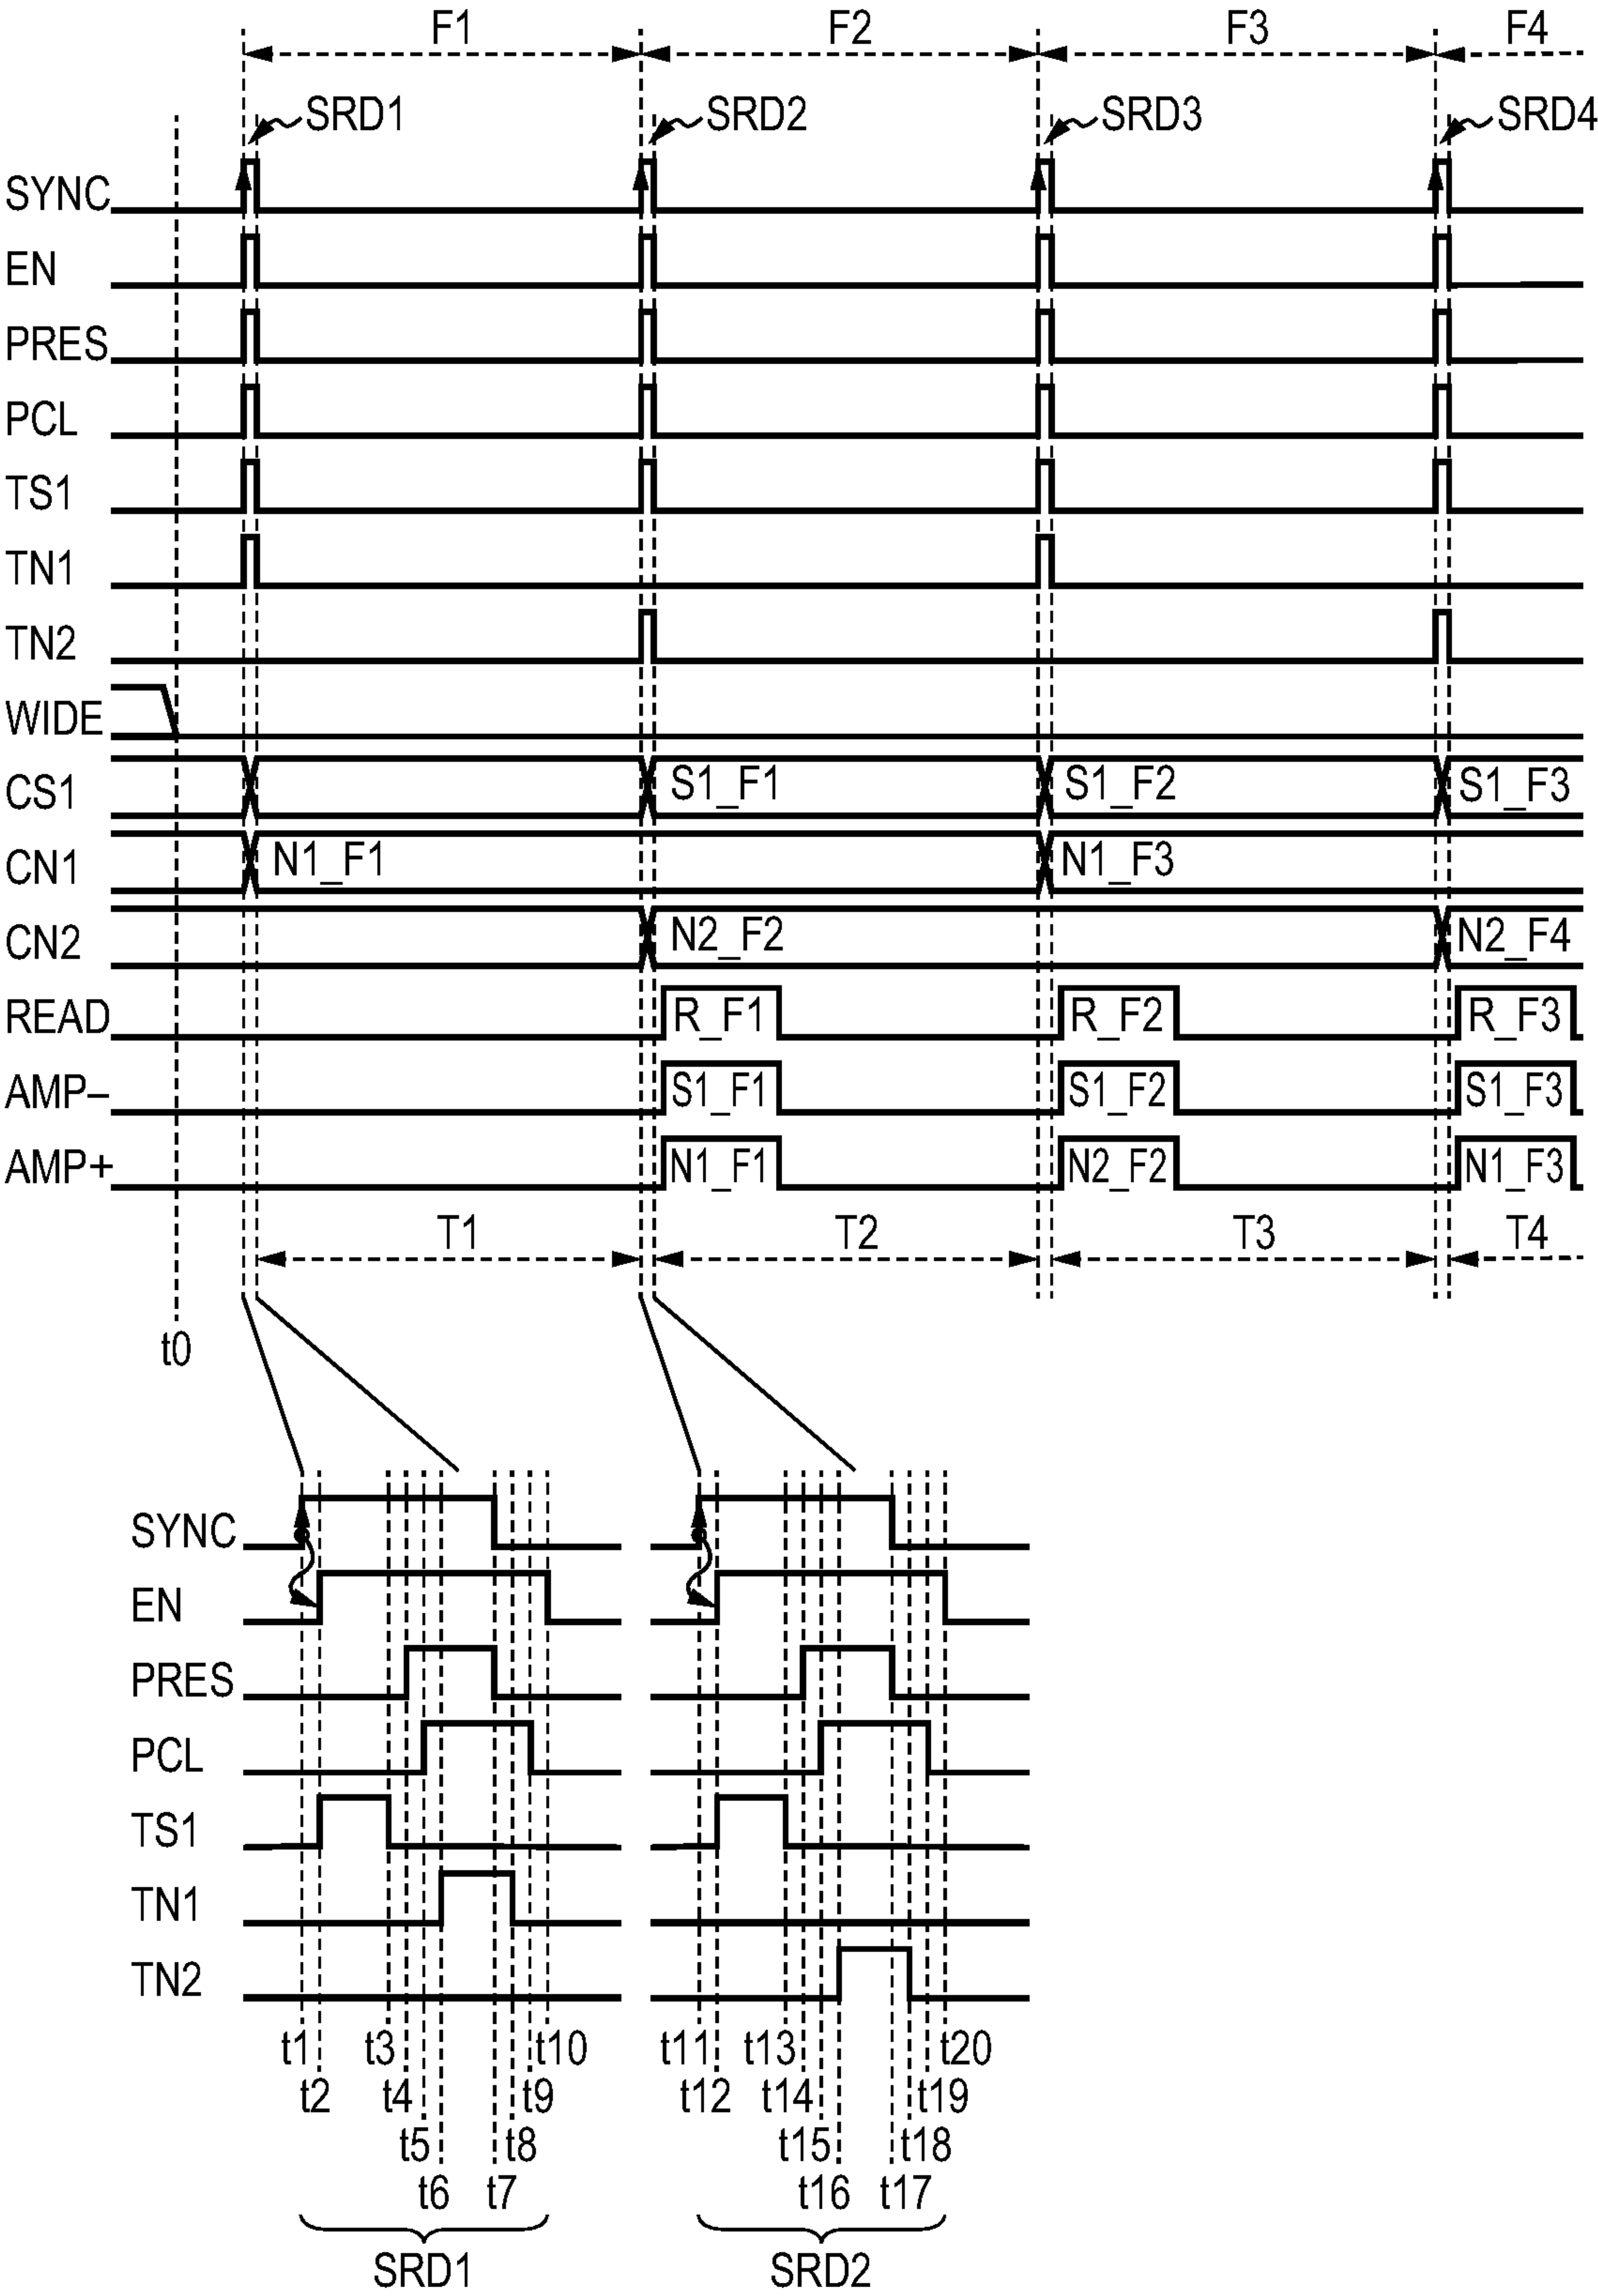 F1 F2 F3 F4
SRD1 SRD2 SRD3 SRD4
SYNC
EN
PRES
PCL
TS1
TN1
TN2
WIDE
CS1 S1_F1 S1_F2 S1_F3
CN1 N1_F1 N1_F3
CN2 N2_F2 N2_F4
READ R_F1 R_F2 R_F3
AMP– S1_F1 S1_F2 S1_F3
AMP+ N1_F1 N2_F2 N1_F3
T1 T2 T3 T4
t0
SYNC
EN
PRES
PCL
TS1
TN1
TN2
t1 t3 t10 t11 t13 t20
t2 t4 t9 t12 t14 t19
t5 t8 t15 t18
t6 t7 t16 t17
SRD1 SRD2